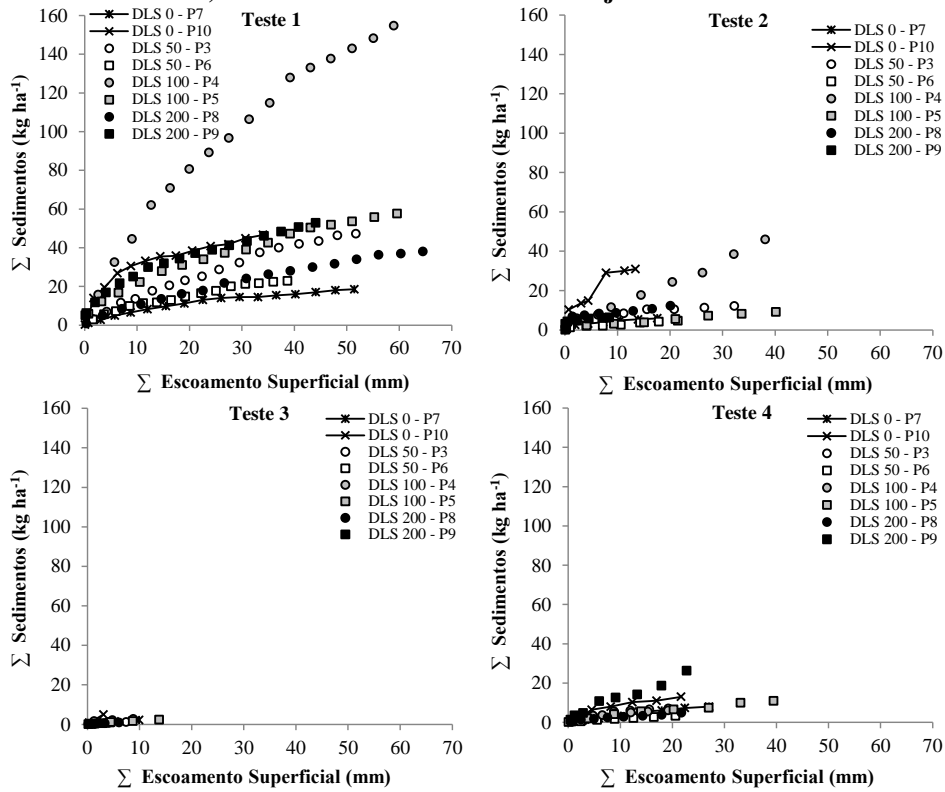 Teste 1
160
140
120
100
80
60
40
20
0
∑ Sedimentos (kg ha⁻¹)
DLS 0 - P7
DLS 0 - P10
DLS 50 - P3
DLS 50 - P6
DLS 100 - P4
DLS 100 - P5
DLS 200 - P8
DLS 200 - P9
0 10 20 30 40 50 60 70
∑ Escoamento Superficial (mm)
Teste 2
160
140
120
100
80
60
40
20
0
∑ Sedimentos (kg ha⁻¹)
DLS 0 - P7
DLS 0 - P10
DLS 50 - P3
DLS 50 - P6
DLS 100 - P4
DLS 100 - P5
DLS 200 - P8
DLS 200 - P9
0 10 20 30 40 50 60 70
∑ Escoamento Superficial (mm)
Teste 3
160
140
120
100
80
60
40
20
0
∑ Sedimentos (kg ha⁻¹)
DLS 0 - P7
DLS 0 - P10
DLS 50 - P3
DLS 50 - P6
DLS 100 - P4
DLS 100 - P5
DLS 200 - P8
DLS 200 - P9
0 10 20 30 40 50 60 70
∑ Escoamento Superficial (mm)
Teste 4
160
140
120
100
80
60
40
20
0
∑ Sedimentos (kg ha⁻¹)
DLS 0 - P7
DLS 0 - P10
DLS 50 - P3
DLS 50 - P6
DLS 100 - P4
DLS 100 - P5
DLS 200 - P8
DLS 200 - P9
0 10 20 30 40 50 60 70
∑ Escoamento Superficial (mm)